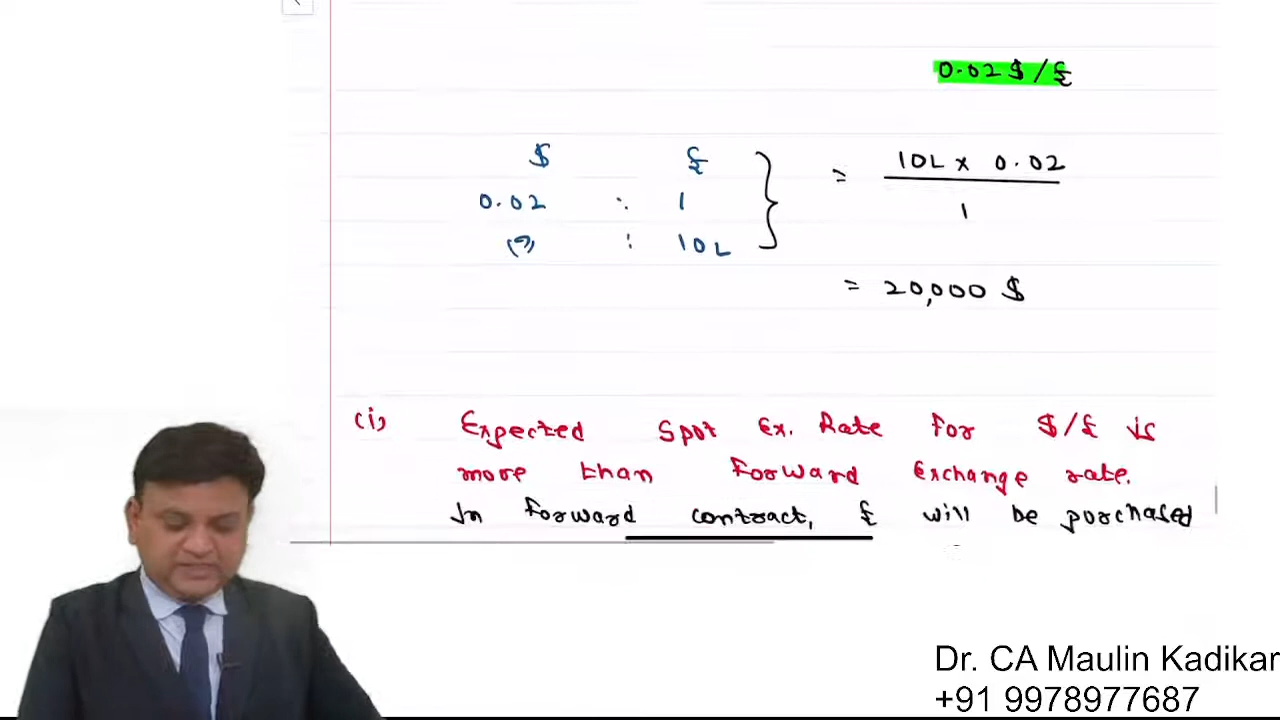 0.02 $ / £
$ £
0.02 : 1
(?) : 10L
= 10L x 0.02
1
= 20,000 $
(i) Expected Spot Ex. Rate for $/£ is
more than forward Exchange rate.
In forward contract, £ will be purchased
Dr. CA Maulin Kadikar
+91 9978977687